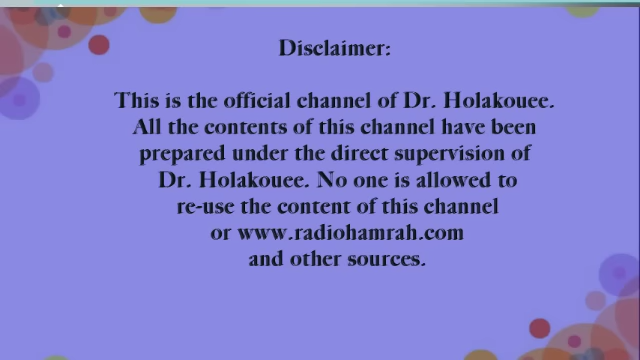 Disclaimer:
This is the official channel of Dr. Holakouee.
All the contents of this channel have been
prepared under the direct supervision of
Dr. Holakouee. No one is allowed to
re-use the content of this channel
or www.radiohamrah.com
and other sources.